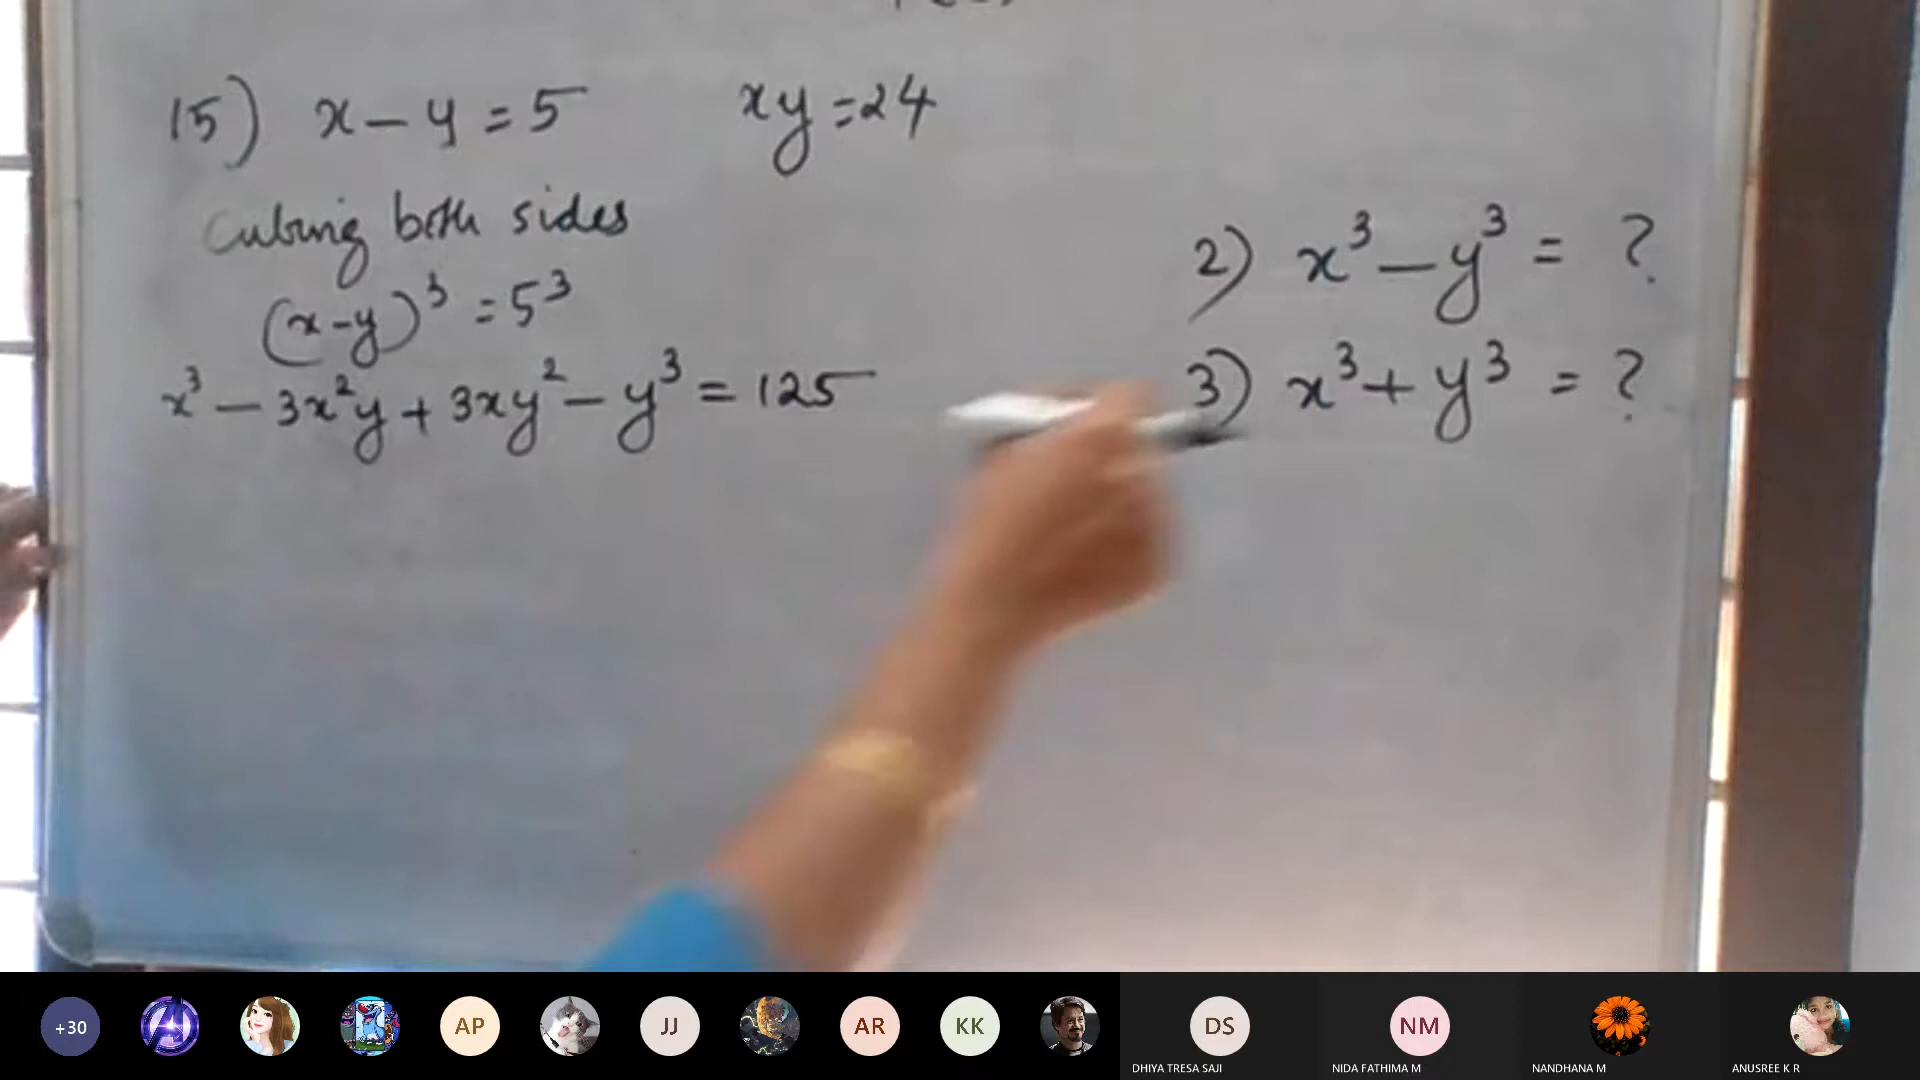 15) x - y = 5 xy = 24
Cubing both sides
(x-y)³ = 5³
x³ - 3x²y + 3xy² - y³ = 125
2) x³ - y³ = ?
3) x³ + y³ = ?
+30
AP
JJ
AR
KK
DS
NM
DHIYA TRESA SAJI
NIDA FATHIMA M
NANDHANA M
ANUSREE K R